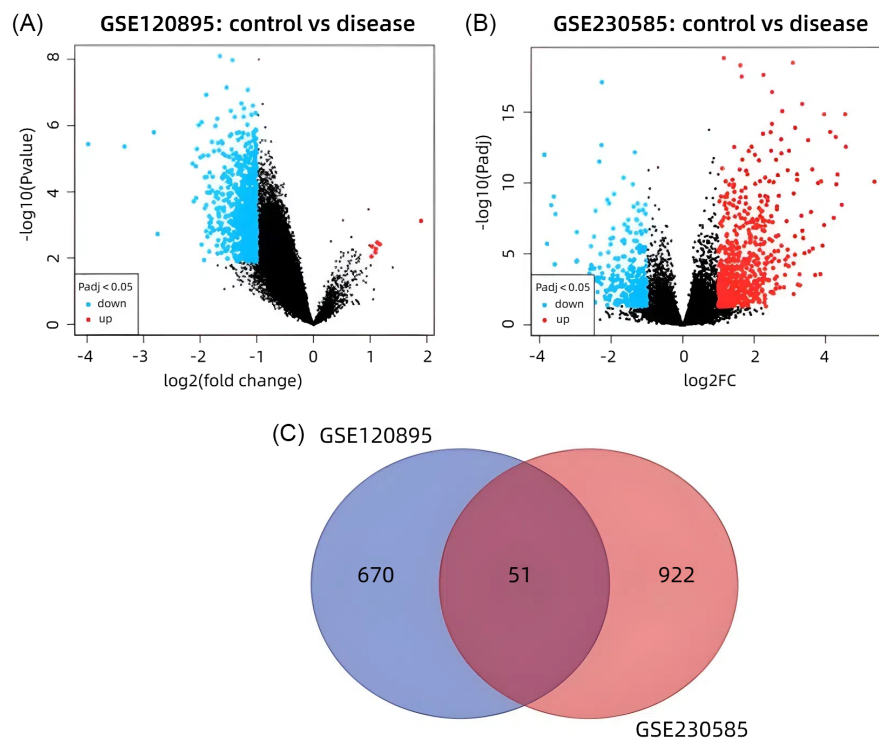 (A)
GSE120895: control vs disease
-log10(Pvalue)
8
6
4
2
0
Padj < 0.05
down
up
-4 -3 -2 -1 0 1 2
log2(fold change)
(B)
GSE230585: control vs disease
-log10(Padj)
15
10
5
0
Padj < 0.05
down
up
-4 -2 0 2 4
log2FC
(C)
GSE120895
670 51 922
GSE230585